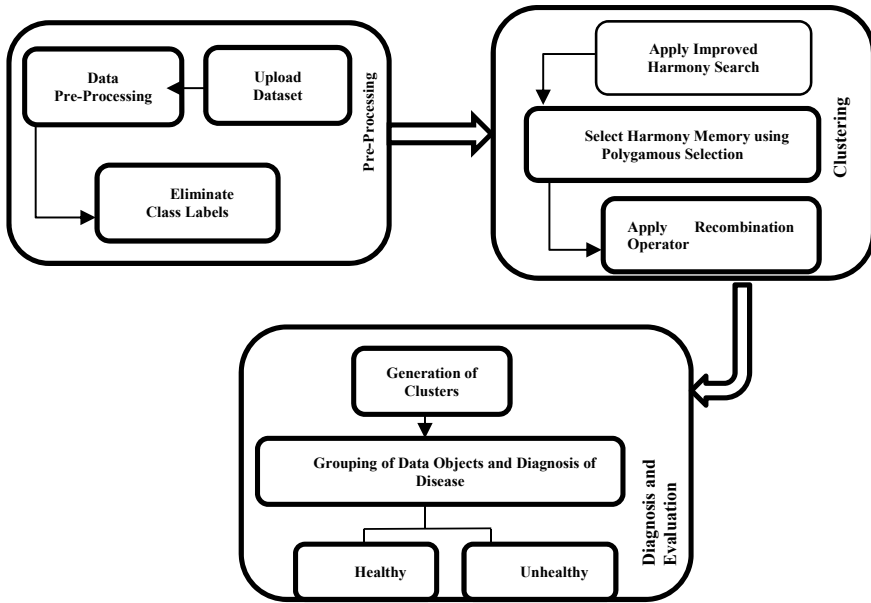 Data
Pre-Processing
Upload
Dataset
Eliminate
Class Labels
Pre-Processing
Apply Improved
Harmony Search
Select Harmony Memory using
Polygamous Selection
Apply Recombination
Operator
Clustering
Generation of
Clusters
Grouping of Data Objects and Diagnosis of
Disease
Healthy
Unhealthy
Diagnosis and
Evaluation